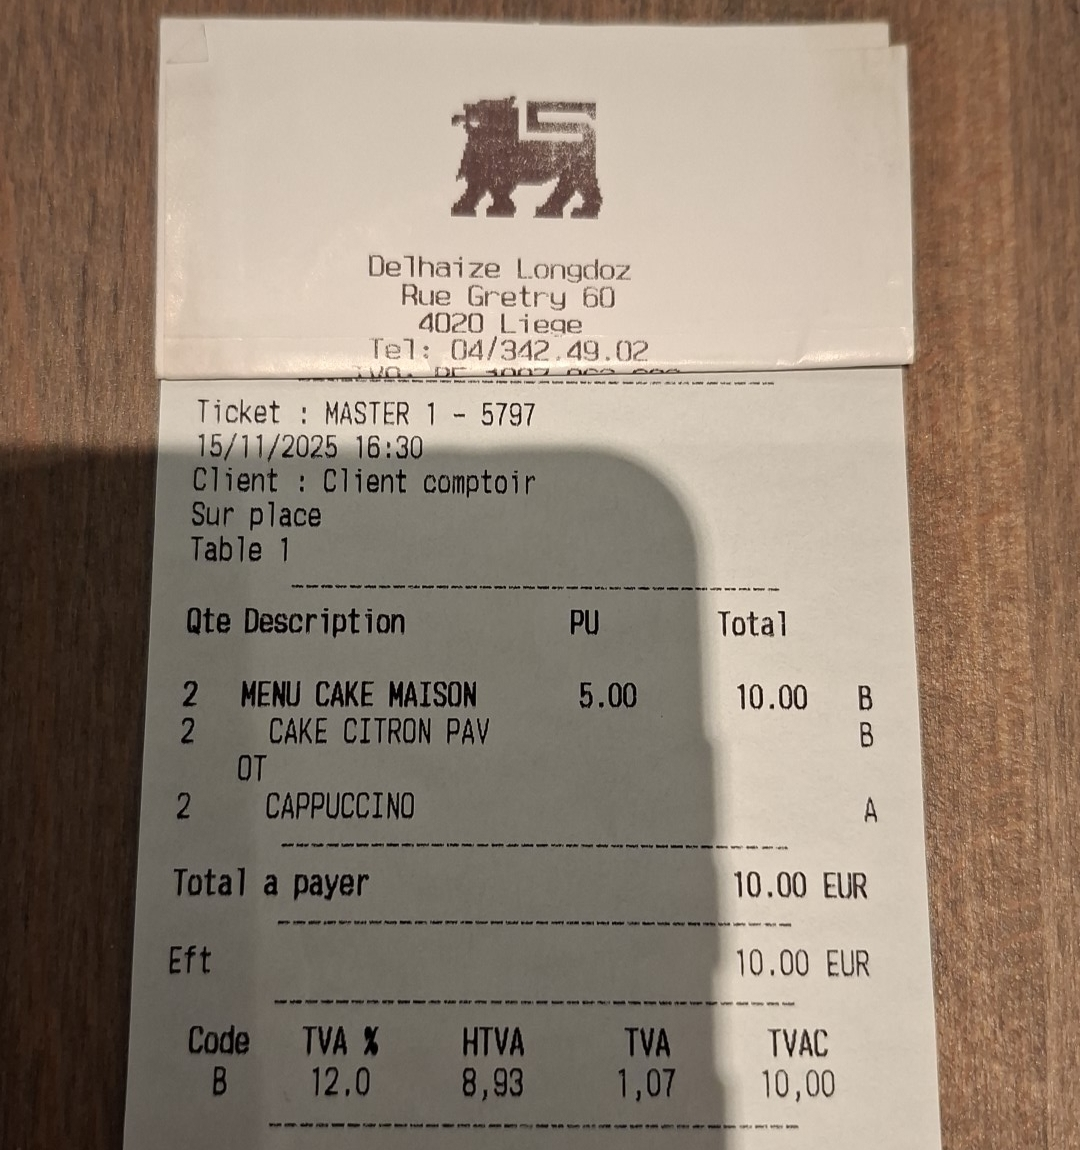 Delhaize Longdoz
Rue Gretry 60
4020 Liege
Tel: 04/342.49.02
Ticket : MASTER 1 - 5797
15/11/2025 16:30
Client : Client comptoir
Sur place
Table 1
Qte Description PU Total
2 MENU CAKE MAISON 5.00 10.00 B
2 CAKE CITRON PAV B
OT
2 CAPPUCCINO A
Total a payer 10.00 EUR
Eft 10.00 EUR
Code TVA % HTVA TVA TVAC
B 12.0 8,93 1,07 10,00